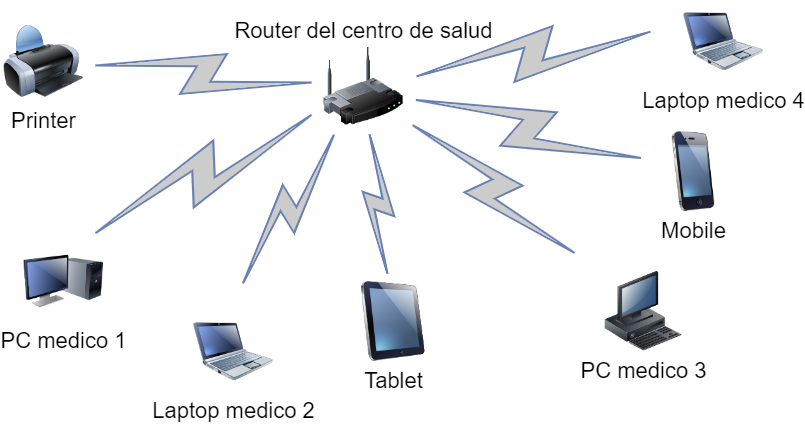 Router del centro de salud
Printer
Laptop medico 4
Mobile
PC medico 1
Laptop medico 2
Tablet
PC medico 3